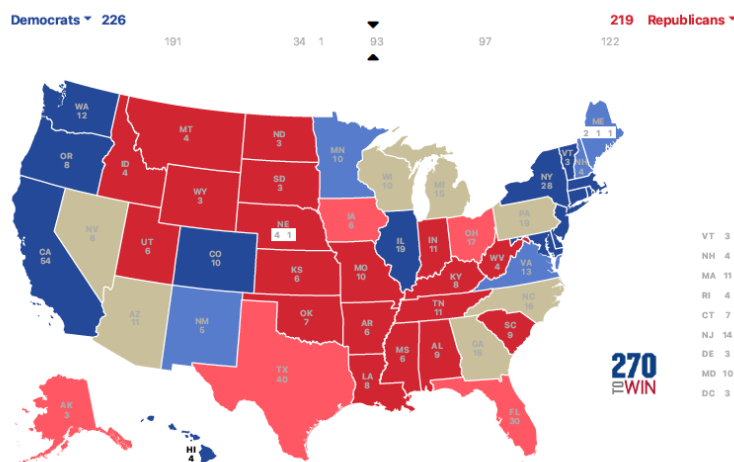 Democrats 226
219 Republicans
191 34 1 93 97 122
WA
12
OR
8
CA
54
NV
6
ID
4
MT
4
WY
3
UT
6
AZ
11
CO
10
NM
5
ND
3
SD
3
NE
4 1
KS
6
OK
7
TX
40
MN
10
IA
6
MO
10
AR
6
LA
8
WI
10
IL
19
MI
15
IN
11
OH
17
KY
8
TN
11
MS
6
AL
9
GA
16
FL
30
SC
9
NC
16
VA
13
WV
4
PA
19
NY
28
VT
3
NH
4
ME
2 1 1
AK
3
HI
4
VT 3
NH 4
MA 11
RI 4
CT 7
NJ 14
DE 3
MD 10
DC 3
270
TO WIN